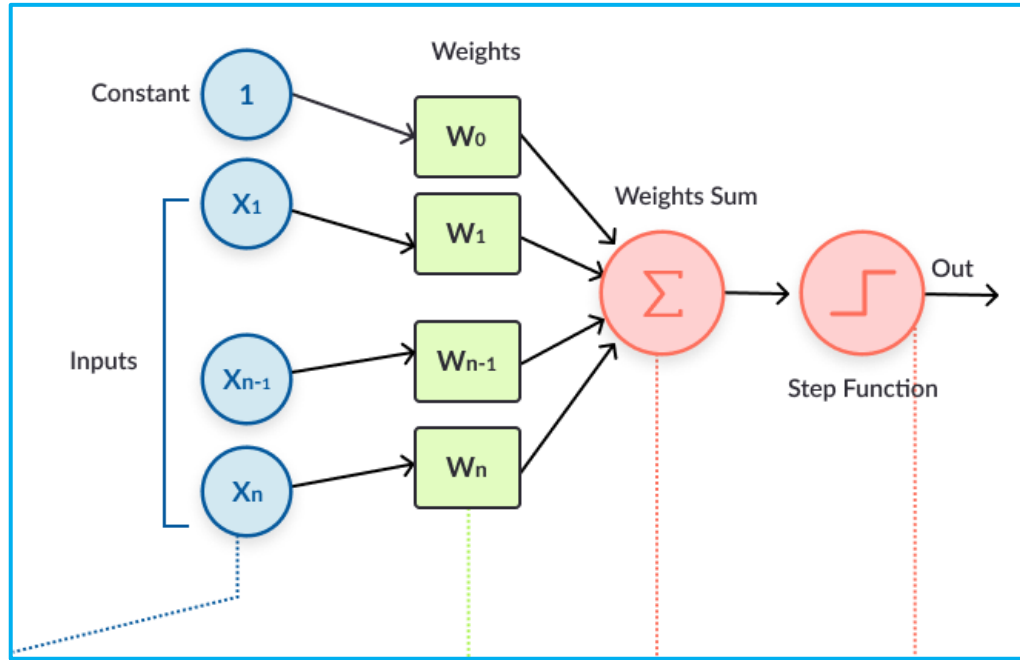 Weights
Constant
1
W₀
X₁
W₁
Weights Sum
Σ
Out
Inputs
Xₙ₋₁
Wₙ₋₁
Step Function
Xₙ
Wₙ